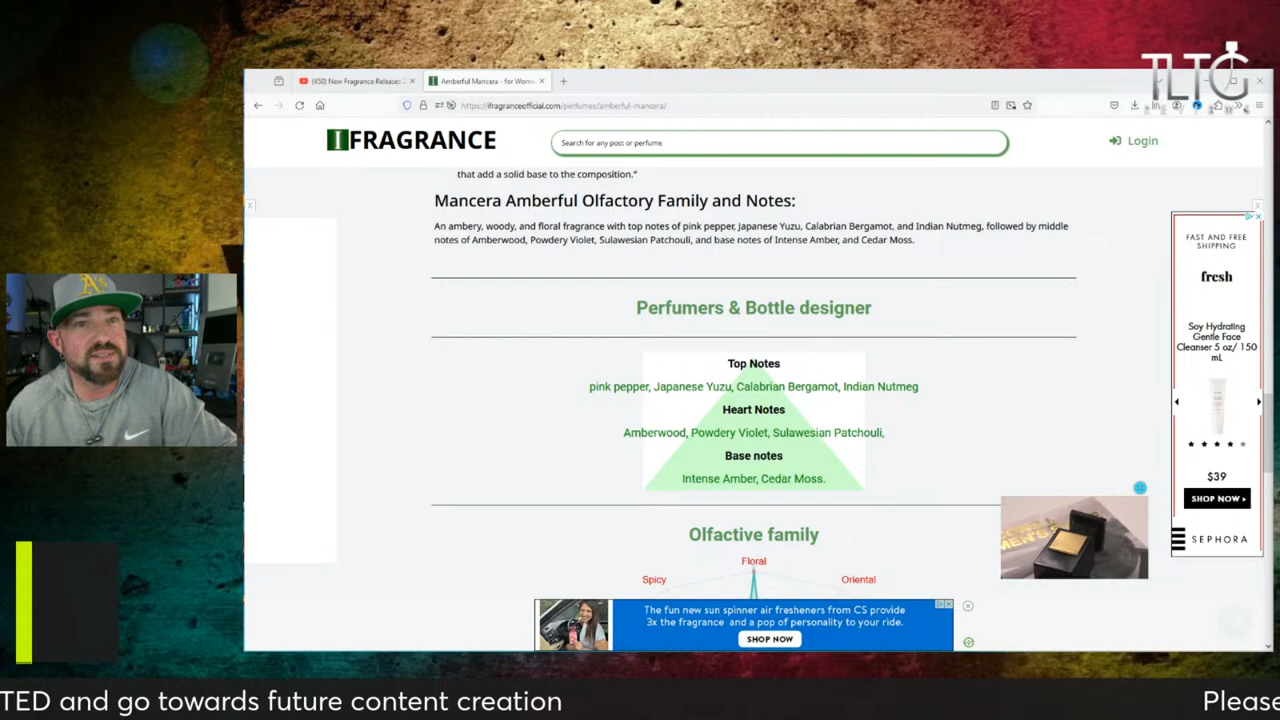 (450) New Fragrance Releases 2
Amberful Mancera - for Wome
https://ifragranceofficial.com/perfumes/amberful-mancera/
TLTG
IFRAGRANCE
Search for any post or perfume
Login
that add a solid base to the composition."
Mancera Amberful Olfactory Family and Notes:
An ambery, woody, and floral fragrance with top notes of pink pepper, Japanese Yuzu, Calabrian Bergamot, and Indian Nutmeg, followed by middle
notes of Amberwood, Powdery Violet, Sulawesian Patchouli, and base notes of Intense Amber, and Cedar Moss.
Perfumers & Bottle designer
Top Notes
pink pepper, Japanese Yuzu, Calabrian Bergamot, Indian Nutmeg
Heart Notes
Amberwood, Powdery Violet, Sulawesian Patchouli,
Base notes
Intense Amber, Cedar Moss.
Olfactive family
Floral
Spicy
Oriental
FAST AND FREE
SHIPPING
fresh
Soy Hydrating
Gentle Face
Cleanser 5 oz/ 150
mL
$39
SHOP NOW
SEPHORA
The fun new sun spinner air fresheners from CS provide
3x the fragrance and a pop of personality to your ride.
SHOP NOW
A's
TED and go towards future content creation
Please